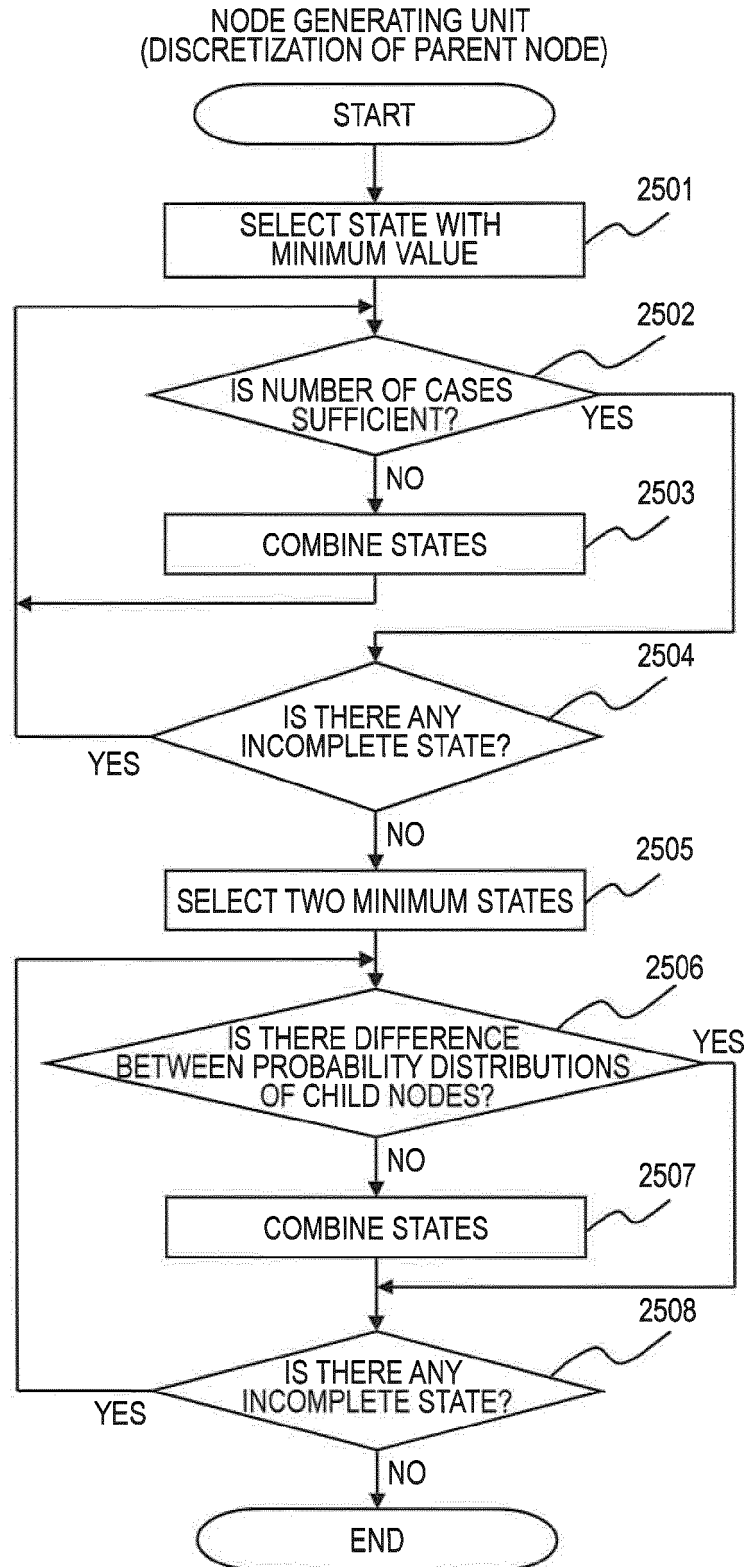 NODE GENERATING UNIT
(DISCRETIZATION OF PARENT NODE)
START
2501
SELECT STATE WITH
MINIMUM VALUE
2502
IS NUMBER OF CASES
SUFFICIENT?
YES
NO
2503
COMBINE STATES
2504
IS THERE ANY
INCOMPLETE STATE?
YES
NO
2505
SELECT TWO MINIMUM STATES
2506
IS THERE DIFFERENCE
BETWEEN PROBABILITY DISTRIBUTIONS
OF CHILD NODES?
YES
NO
2507
COMBINE STATES
2508
IS THERE ANY
INCOMPLETE STATE?
YES
NO
END